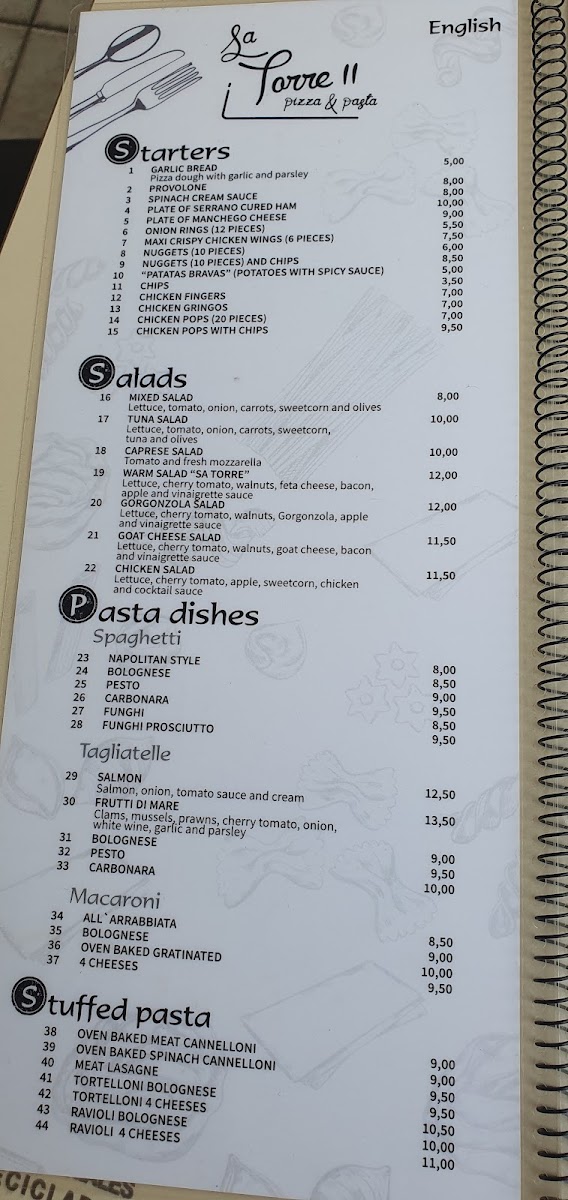 English
Sa
Torre II
pizza & pasta
Starters
1 GARLIC BREAD 5,00
Pizza dough with garlic and parsley
2 PROVOLONE 8,00
3 SPINACH CREAM SAUCE 8,00
4 PLATE OF SERRANO CURED HAM 10,00
5 PLATE OF MANCHEGO CHEESE 9,00
6 ONION RINGS (12 PIECES) 5,50
7 MAXI CRISPY CHICKEN WINGS (6 PIECES) 7,50
8 NUGGETS (10 PIECES) 6,00
9 NUGGETS (10 PIECES) AND CHIPS 8,50
10 "PATATAS BRAVAS" (POTATOES WITH SPICY SAUCE) 5,00
11 CHIPS 3,50
12 CHICKEN FINGERS 7,00
13 CHICKEN GRINGOS 7,00
14 CHICKEN POPS (20 PIECES) 7,00
15 CHICKEN POPS WITH CHIPS 9,50
Salads
16 MIXED SALAD 8,00
Lettuce, tomato, onion, carrots, sweetcorn and olives
17 TUNA SALAD 10,00
Lettuce, tomato, onion, carrots, sweetcorn,
tuna and olives
18 CAPRESE SALAD 10,00
Tomato and fresh mozzarella
19 WARM SALAD "SA TORRE" 12,00
Lettuce, cherry tomato, walnuts, feta cheese, bacon,
apple and vinaigrette sauce
20 GORGONZOLA SALAD 12,00
Lettuce, cherry tomato, walnuts, Gorgonzola, apple
and vinaigrette sauce
21 GOAT CHEESE SALAD 11,50
Lettuce, cherry tomato, walnuts, goat cheese, bacon
and vinaigrette sauce
22 CHICKEN SALAD 11,50
Lettuce, cherry tomato, apple, sweetcorn, chicken
and cocktail sauce
Pasta dishes
Spaghetti
23 NAPOLITAN STYLE 8,00
24 BOLOGNESE 8,50
25 PESTO 9,00
26 CARBONARA 9,50
27 FUNGHI 8,50
28 FUNGHI PROSCIUTTO 9,50
Tagliatelle
29 SALMON 12,50
Salmon, onion, tomato sauce and cream
30 FRUTTI DI MARE 13,50
Clams, mussels, prawns, cherry tomato, onion,
white wine, garlic and parsley
31 BOLOGNESE 9,00
32 PESTO 9,50
33 CARBONARA 10,00
Macaroni
34 ALL`ARRABBIATA 8,50
35 BOLOGNESE 9,00
36 OVEN BAKED GRATINATED 10,00
37 4 CHEESES 9,50
Stuffed pasta
38 OVEN BAKED MEAT CANNELLONI 9,00
39 OVEN BAKED SPINACH CANNELLONI 9,00
40 MEAT LASAGNE 9,50
41 TORTELLONI BOLOGNESE 9,50
42 TORTELLONI 4 CHEESES 10,50
43 RAVIOLI BOLOGNESE 10,00
44 RAVIOLI 4 CHEESES 11,00